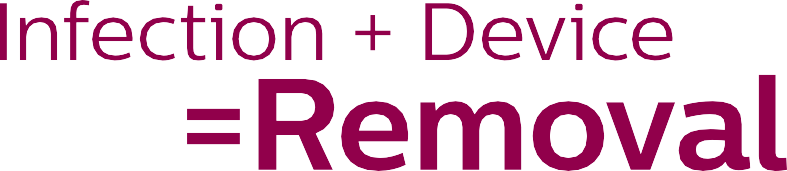 Infection + Device
=Removal